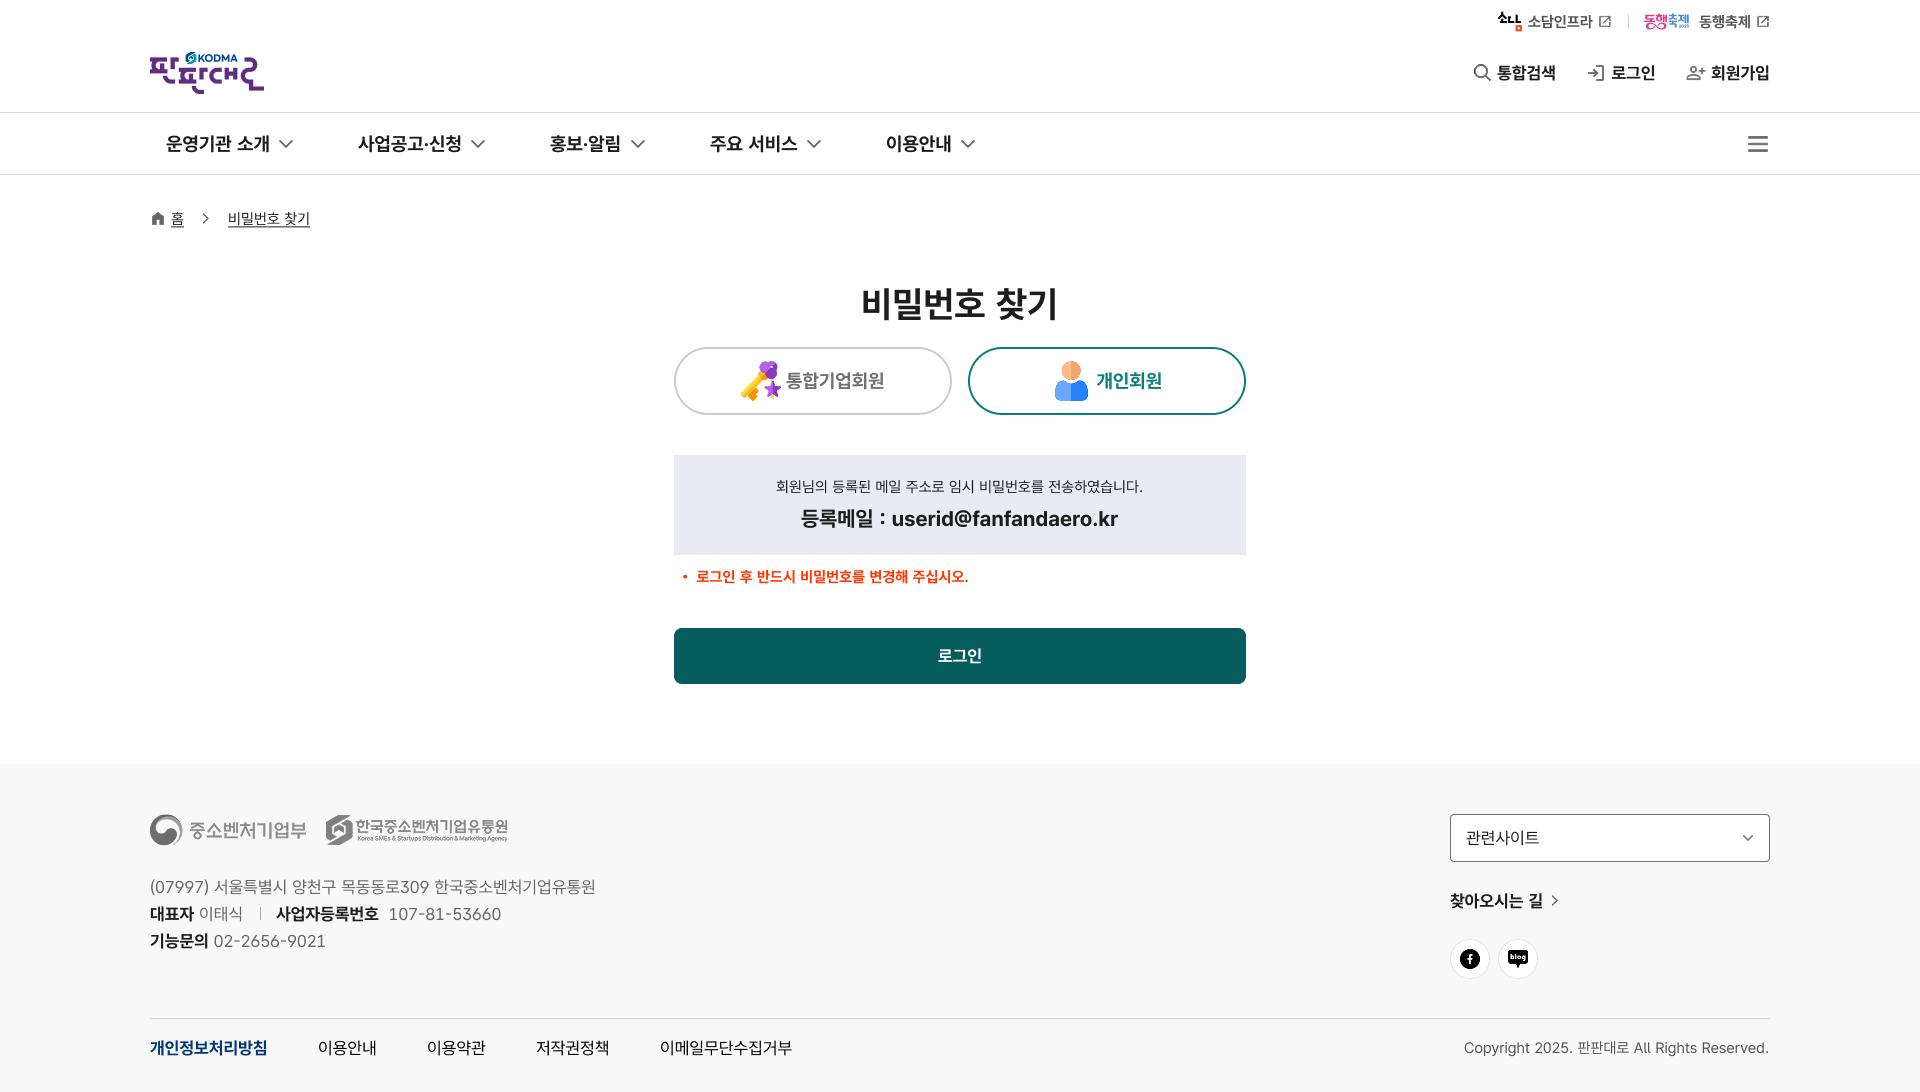 소담 소담인프라
동행축제 2025 동행축제
KODMA
판판대로
통합검색
로그인
회원가입
운영기관 소개
사업공고·신청
홍보·알림
주요 서비스
이용안내
홈 > 비밀번호 찾기
비밀번호 찾기
통합기업회원
개인회원
회원님의 등록된 메일 주소로 임시 비밀번호를 전송하였습니다.
등록메일 : userid@fanfandaero.kr
• 로그인 후 반드시 비밀번호를 변경해 주십시오.
로그인
중소벤처기업부
한국중소벤처기업유통원
Korea SMEs & Startups Distribution & Marketing Agency
관련사이트
(07997) 서울특별시 양천구 목동동로309 한국중소벤처기업유통원
대표자 이태식 | 사업자등록번호 107-81-53660
기능문의 02-2656-9021
찾아오시는 길 >
blog
개인정보처리방침
이용안내
이용약관
저작권정책
이메일무단수집거부
Copyright 2025. 판판대로 All Rights Reserved.